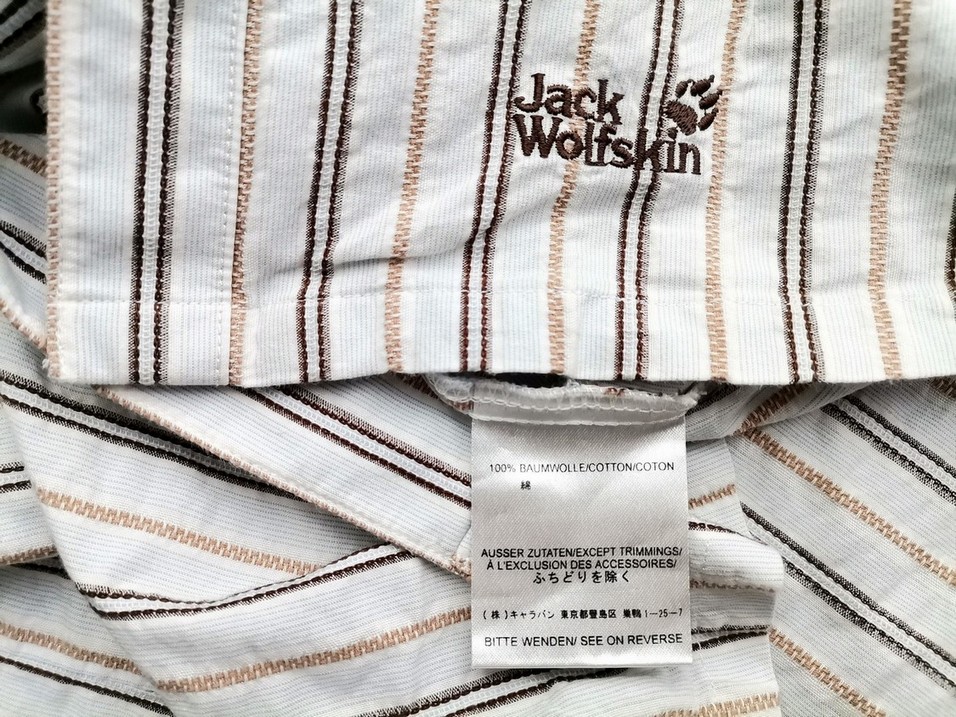 Jack
Wolfskin
100% BAUMWOLLE/COTTON/COTON
綿
AUSSER ZUTATEN/EXCEPT TRIMMINGS/
À L'EXCLUSION DES ACCESSOIRES/
ふちどりを除く
(株)キャラバン 東京都豊島区 巣鴨1-25-7
BITTE WENDEN/ SEE ON REVERSE